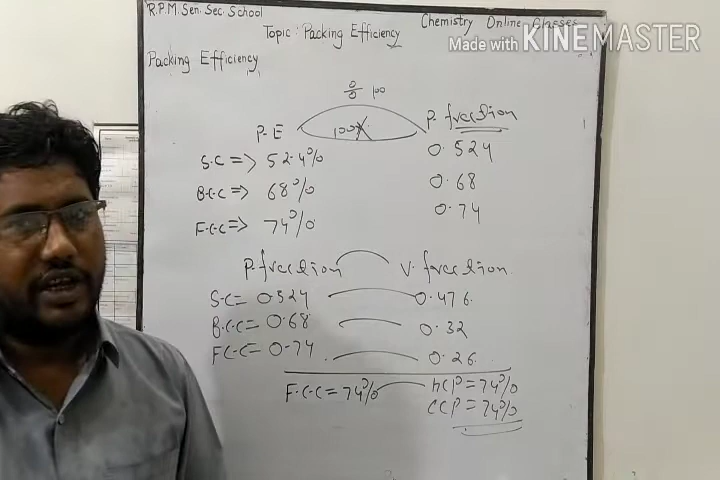 R.P.M. Sen. Sec. School Chemistry Online Classes
Topic: Packing Efficiency
Made with KINEMASTER
Packing Efficiency
÷ 100
P.E 100X P. fraction
S.C => 52.4% 0.524
B.C.C => 68% 0.68
F.C.C => 74% 0.74
P. fraction V. fraction.
S.C = 0.524 0.476.
B.C.C = 0.68 0.32
F.C.C = 0.74 0.26.
F.C.C = 74% hCP = 74%
CCP = 74%